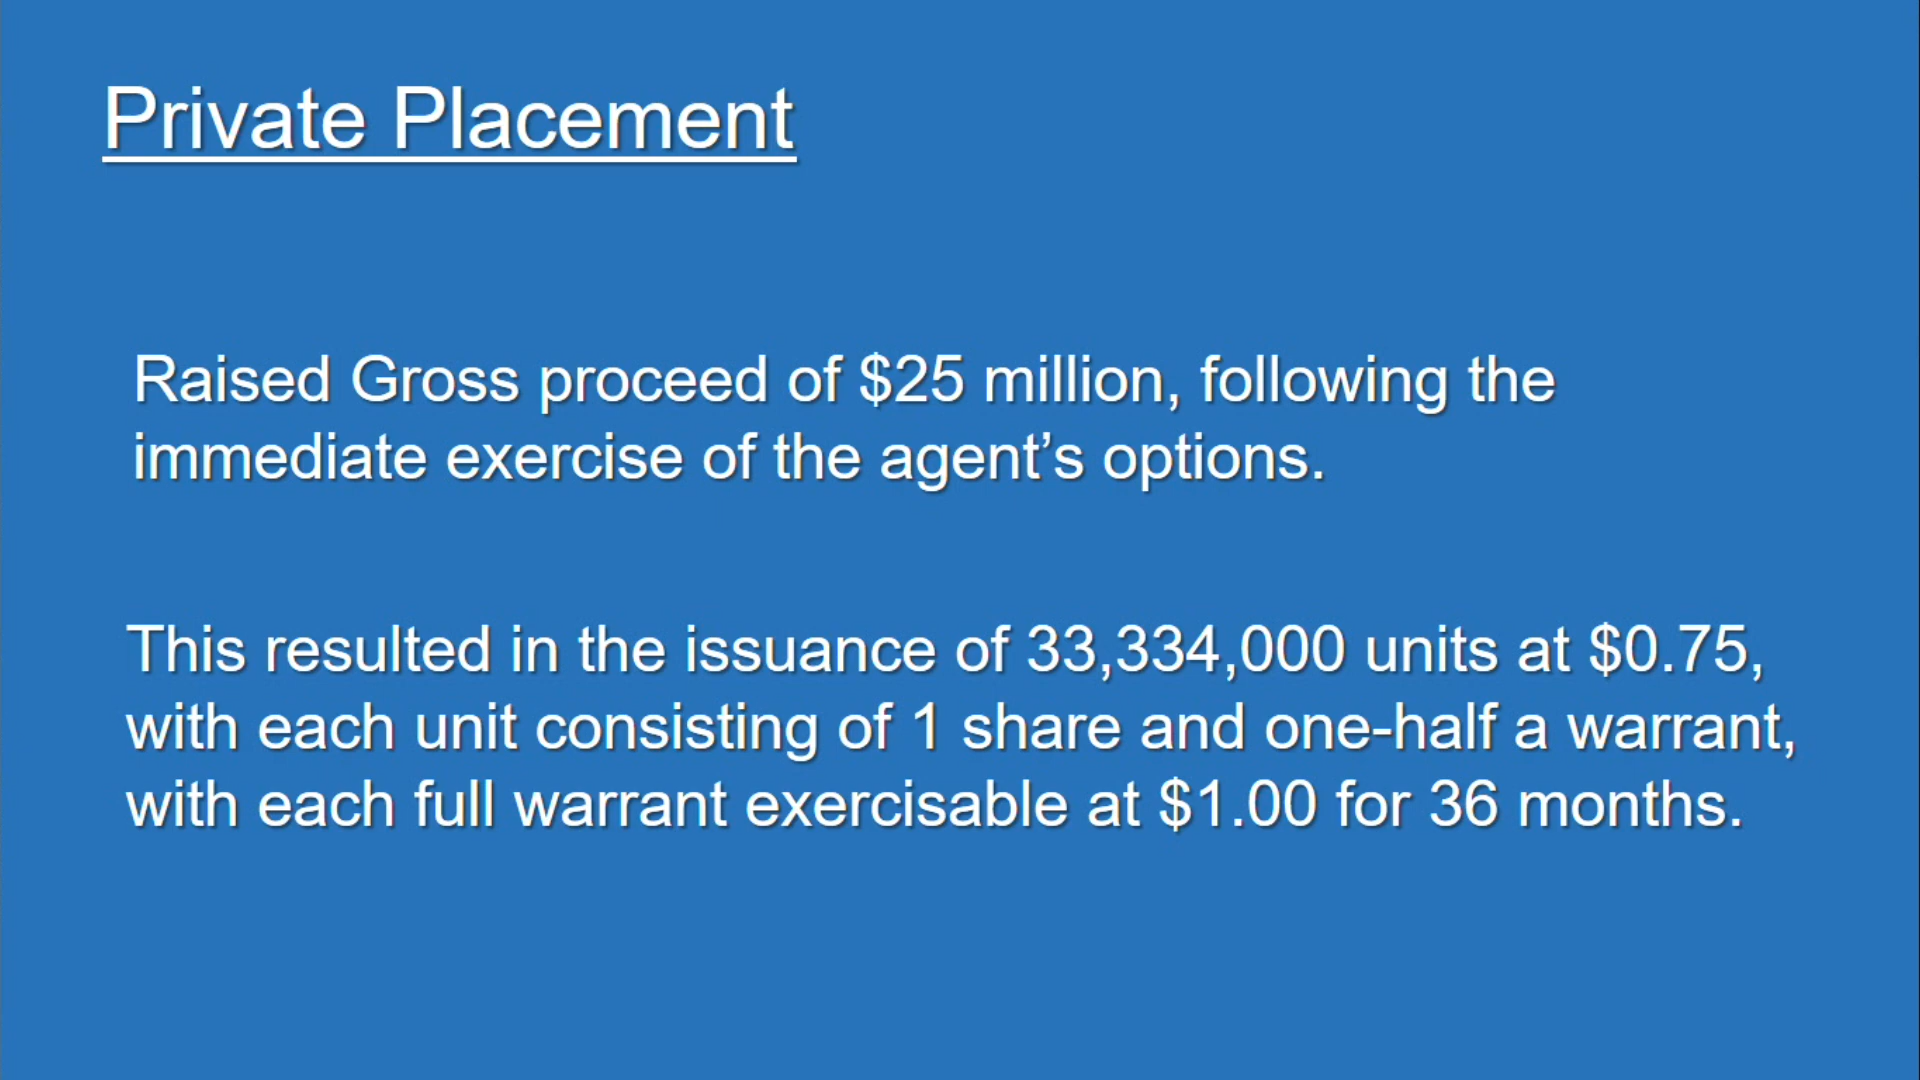 Private Placement
Raised Gross proceed of $25 million, following the
immediate exercise of the agent’s options.
This resulted in the issuance of 33,334,000 units at $0.75,
with each unit consisting of 1 share and one-half a warrant,
with each full warrant exercisable at $1.00 for 36 months.